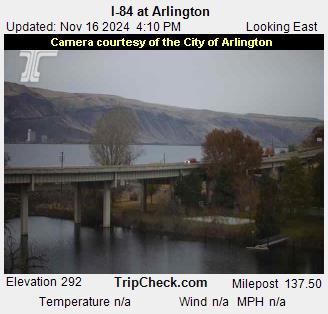 I-84 at Arlington
Updated: Nov 16 2024 4:10 PM Looking East
Camera courtesy of the City of Arlington
Elevation 292 TripCheck.com Milepost 137.50
Temperature n/a Wind n/a MPH n/a